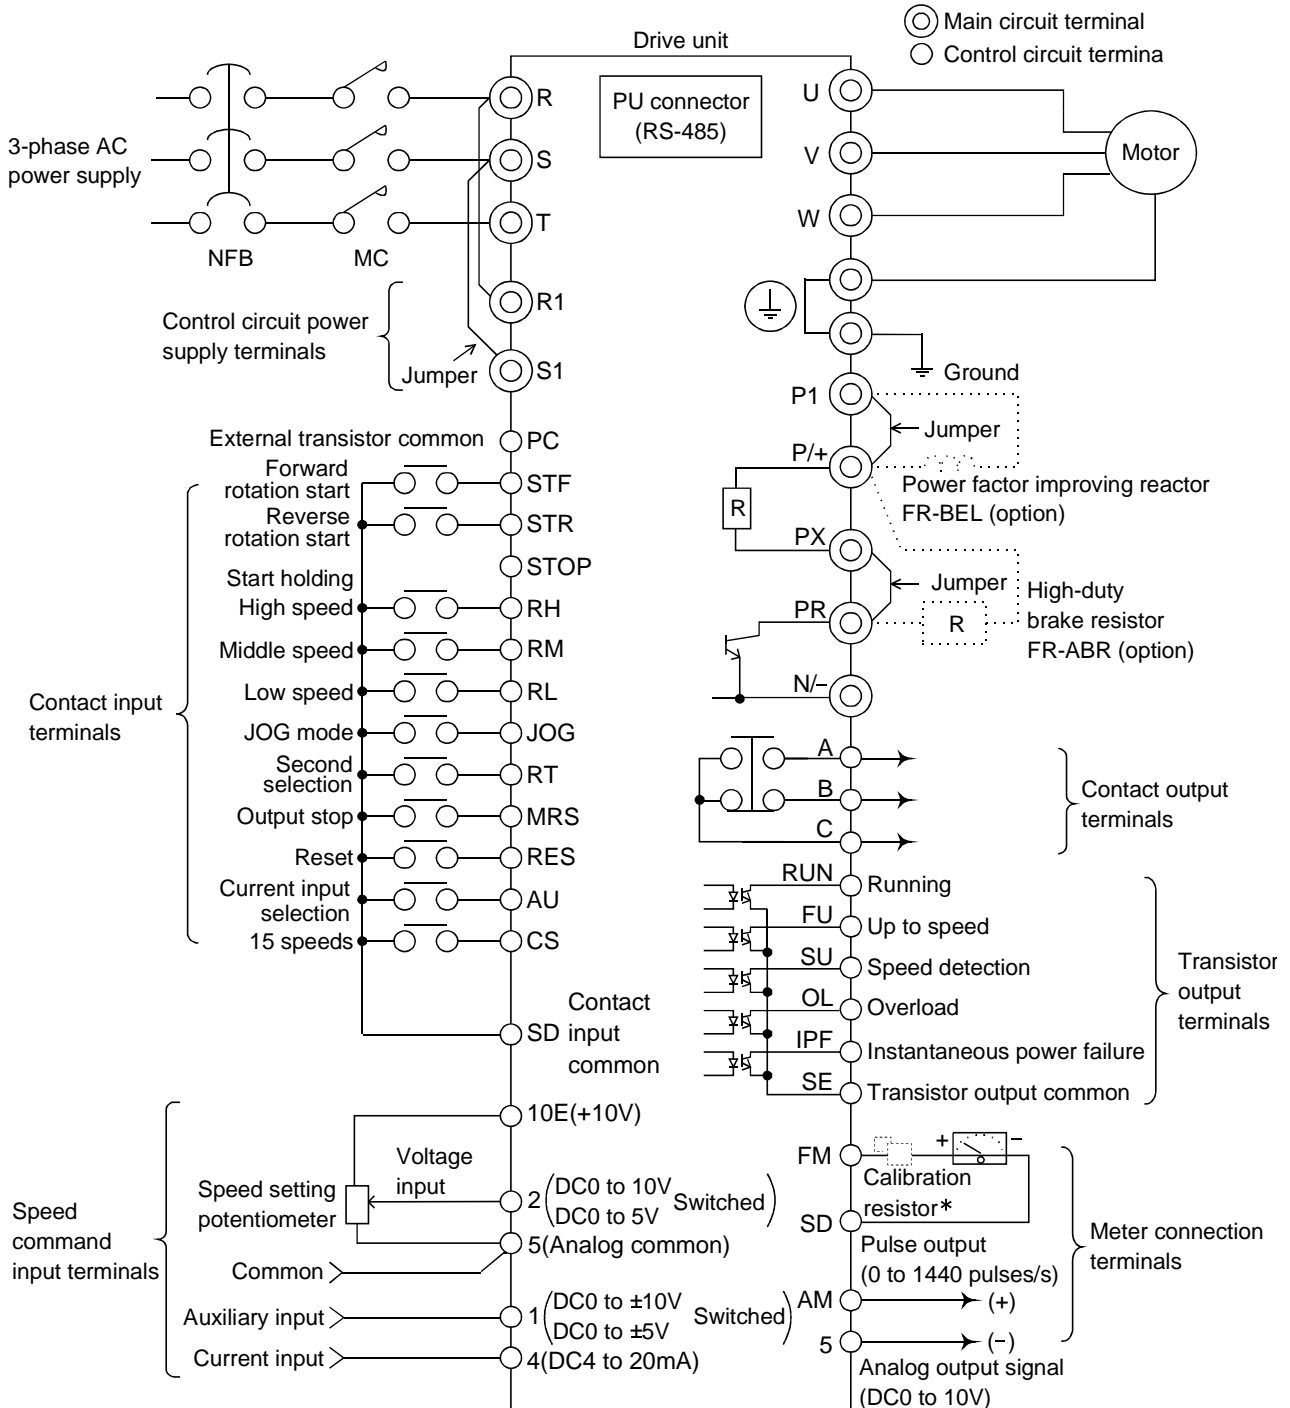 Main circuit terminal
Control circuit termina
Drive unit
PU connector
(RS-485)
3-phase AC
power supply
NFB
MC
R
S
T
R1
S1
Control circuit power
supply terminals
Jumper
U
V
W
Motor
Ground
P1
Jumper
P/+
R
Power factor improving reactor
FR-BEL (option)
PX
Jumper
PR
R
High-duty
brake resistor
FR-ABR (option)
N/−
External transistor common
PC
Forward
rotation start
STF
Reverse
rotation start
STR
STOP
Start holding
High speed
RH
Middle speed
RM
Low speed
RL
JOG mode
JOG
Second
selection
RT
Output stop
MRS
Reset
RES
Current input
selection
AU
15 speeds
CS
Contact input
terminals
SD
Contact
input
common
A
B
C
Contact output
terminals
RUN
Running
FU
Up to speed
SU
Speed detection
OL
Overload
IPF
Instantaneous power failure
SE
Transistor output common
Transistor
output
terminals
10E(+10V)
Voltage
input
Speed setting
potentiometer
2
(DC0 to 10V
DC0 to 5V
Switched)
5(Analog common)
Common
Auxiliary input
1
(DC0 to ±10V
DC0 to ±5V
Switched)
Current input
4(DC4 to 20mA)
Speed
command
input terminals
FM
+
−
Calibration
resistor*
SD
Pulse output
(0 to 1440 pulses/s)
AM
(+)
5
(−)
Analog output signal
(DC0 to 10V)
Meter connection
terminals